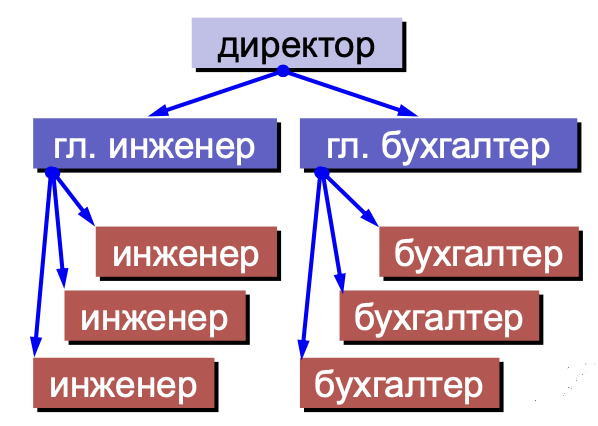 директор
гл. инженер
гл. бухгалтер
инженер
бухгалтер
инженер
бухгалтер
инженер
бухгалтер